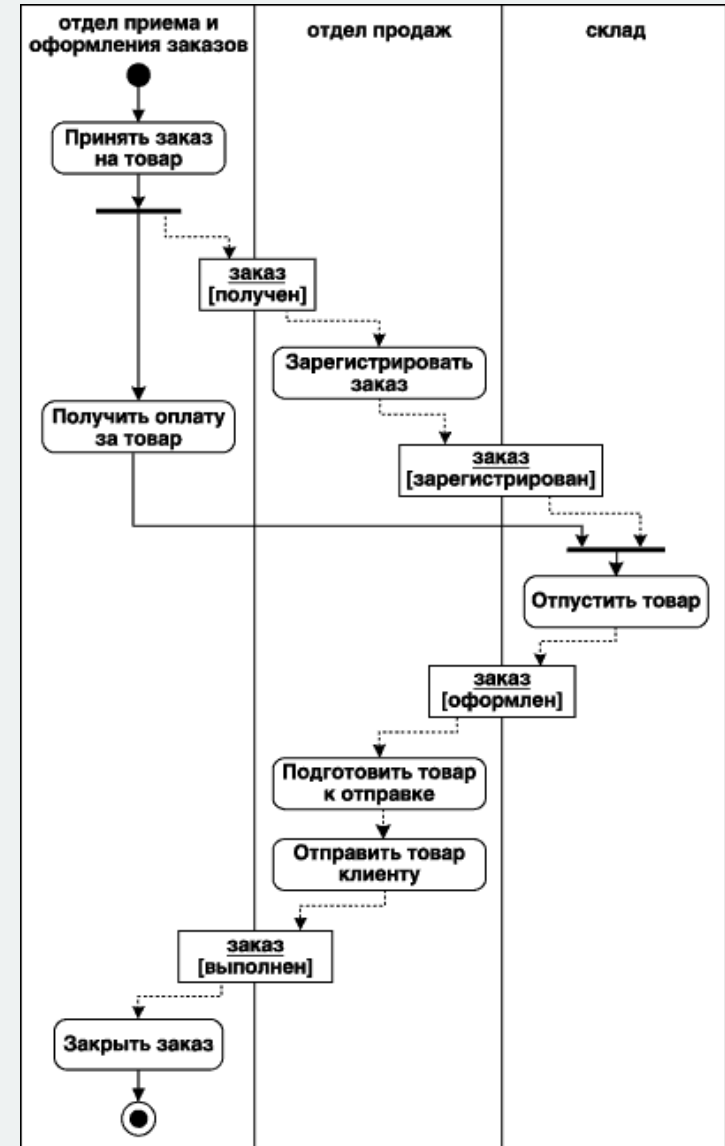 отдел приема и
оформления заказов
отдел продаж
склад
Принять заказ
на товар
заказ
[получен]
Зарегистрировать
заказ
Получить оплату
за товар
заказ
[зарегистрирован]
Отпустить товар
заказ
[оформлен]
Подготовить товар
к отправке
Отправить товар
клиенту
заказ
[выполнен]
Закрыть заказ